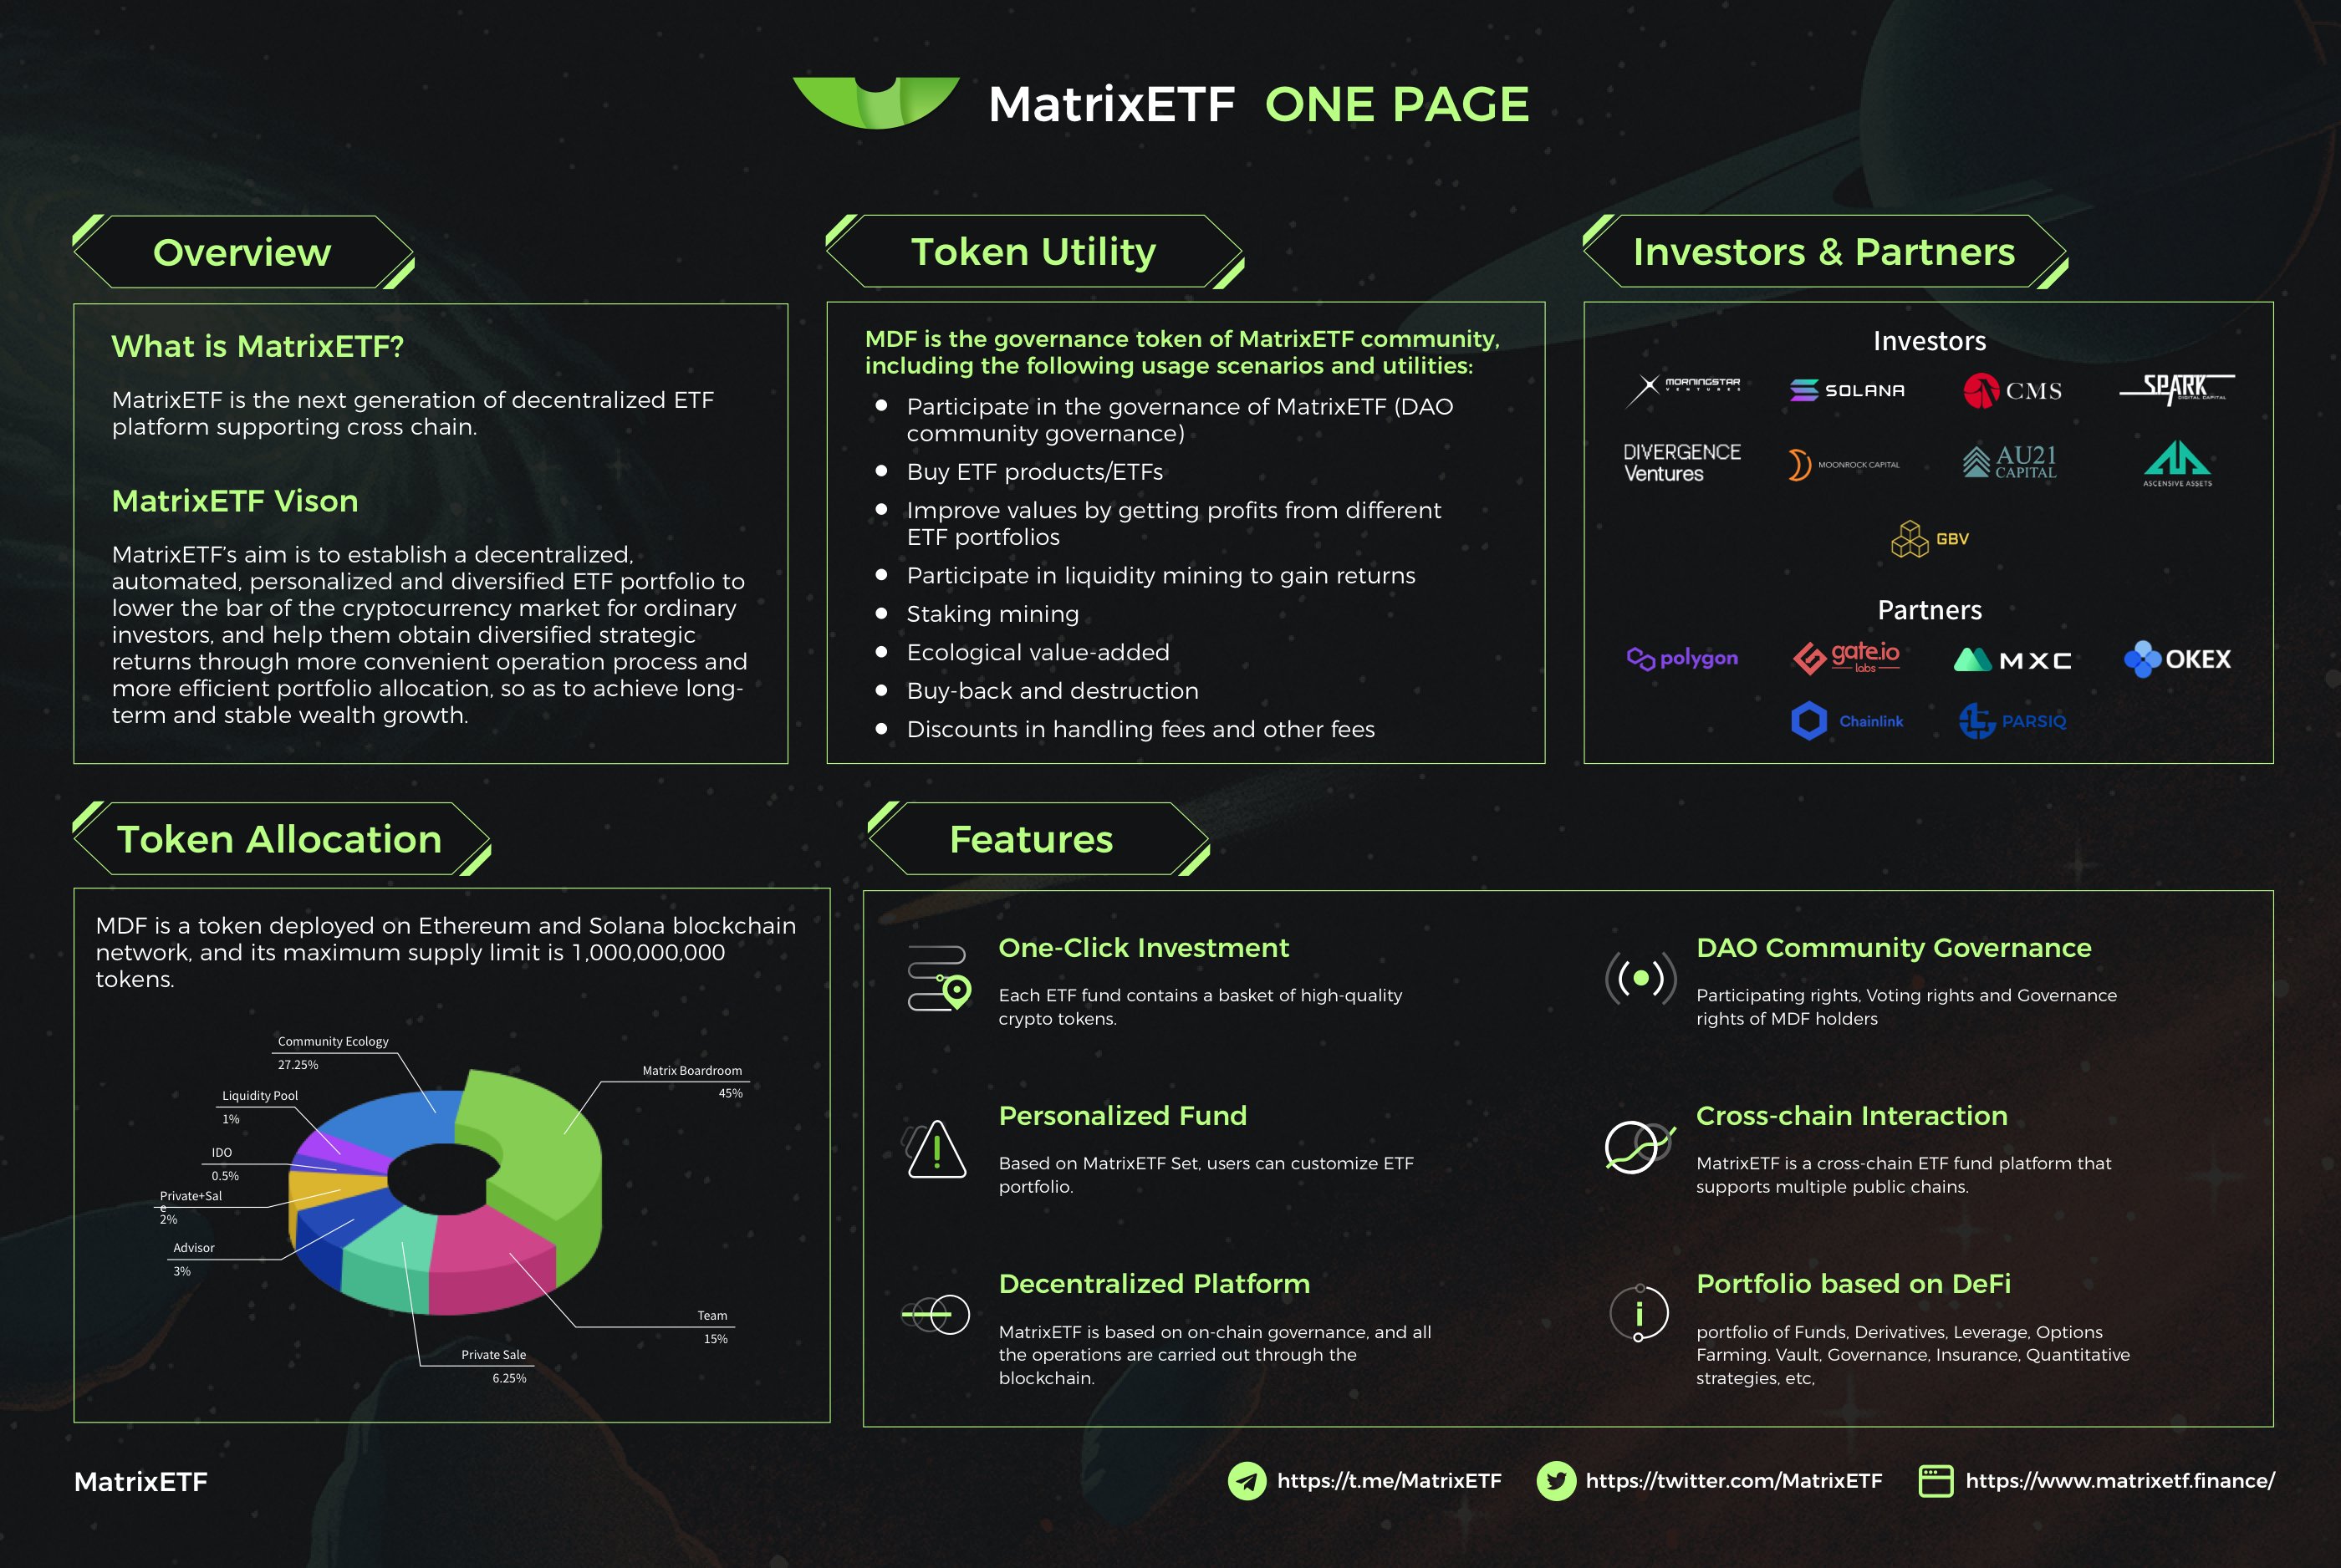 MatrixETF ONE PAGE
Overview
What is MatrixETF?
MatrixETF is the next generation of decentralized ETF
platform supporting cross chain.
MatrixETF Vison
MatrixETF’s aim is to establish a decentralized,
automated, personalized and diversified ETF portfolio to
lower the bar of the cryptocurrency market for ordinary
investors, and help them obtain diversified strategic
returns through more convenient operation process and
more efficient portfolio allocation, so as to achieve long-
term and stable wealth growth.
Token Utility
MDF is the governance token of MatrixETF community,
including the following usage scenarios and utilities:
Participate in the governance of MatrixETF (DAO
community governance)
Buy ETF products/ETFs
Improve values by getting profits from different
ETF portfolios
Participate in liquidity mining to gain returns
Staking mining
Ecological value-added
Buy-back and destruction
Discounts in handling fees and other fees
Investors & Partners
Investors
MORNINGSTAR
VENTURES
SOLANA
CMS
SPARK
DIGITAL CAPITAL
DIVERGENCE
Ventures
MOONROCK CAPITAL
AU21
CAPITAL
ASCENSIVE ASSETS
GBV
Partners
polygon
gate.io
labs
MXC
OKEX
Chainlink
PARSIQ
Token Allocation
MDF is a token deployed on Ethereum and Solana blockchain
network, and its maximum supply limit is 1,000,000,000
tokens.
Community Ecology
27.25%
Matrix Boardroom
45%
Liquidity Pool
1%
IDO
0.5%
Private+Sal
e
2%
Advisor
3%
Team
15%
Private Sale
6.25%
Features
One-Click Investment
Each ETF fund contains a basket of high-quality
crypto tokens.
DAO Community Governance
Participating rights, Voting rights and Governance
rights of MDF holders
Personalized Fund
Based on MatrixETF Set, users can customize ETF
portfolio.
Cross-chain Interaction
MatrixETF is a cross-chain ETF fund platform that
supports multiple public chains.
Decentralized Platform
MatrixETF is based on on-chain governance, and all
the operations are carried out through the
blockchain.
Portfolio based on DeFi
portfolio of Funds, Derivatives, Leverage, Options
Farming. Vault, Governance, Insurance, Quantitative
strategies, etc,
MatrixETF
https://t.me/MatrixETF
https://twitter.com/MatrixETF
https://www.matrixetf.finance/